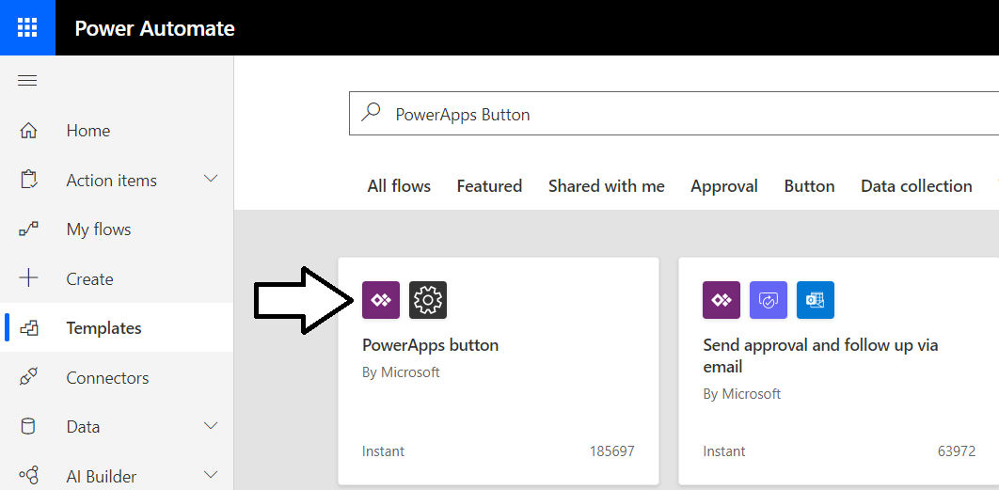 Power Automate
PowerApps Button
Home
Action items
My flows
Create
Templates
Connectors
Data
AI Builder
All flows Featured Shared with me Approval Button Data collection
PowerApps button
By Microsoft
Instant 185697
Send approval and follow up via
email
By Microsoft
Instant 63972